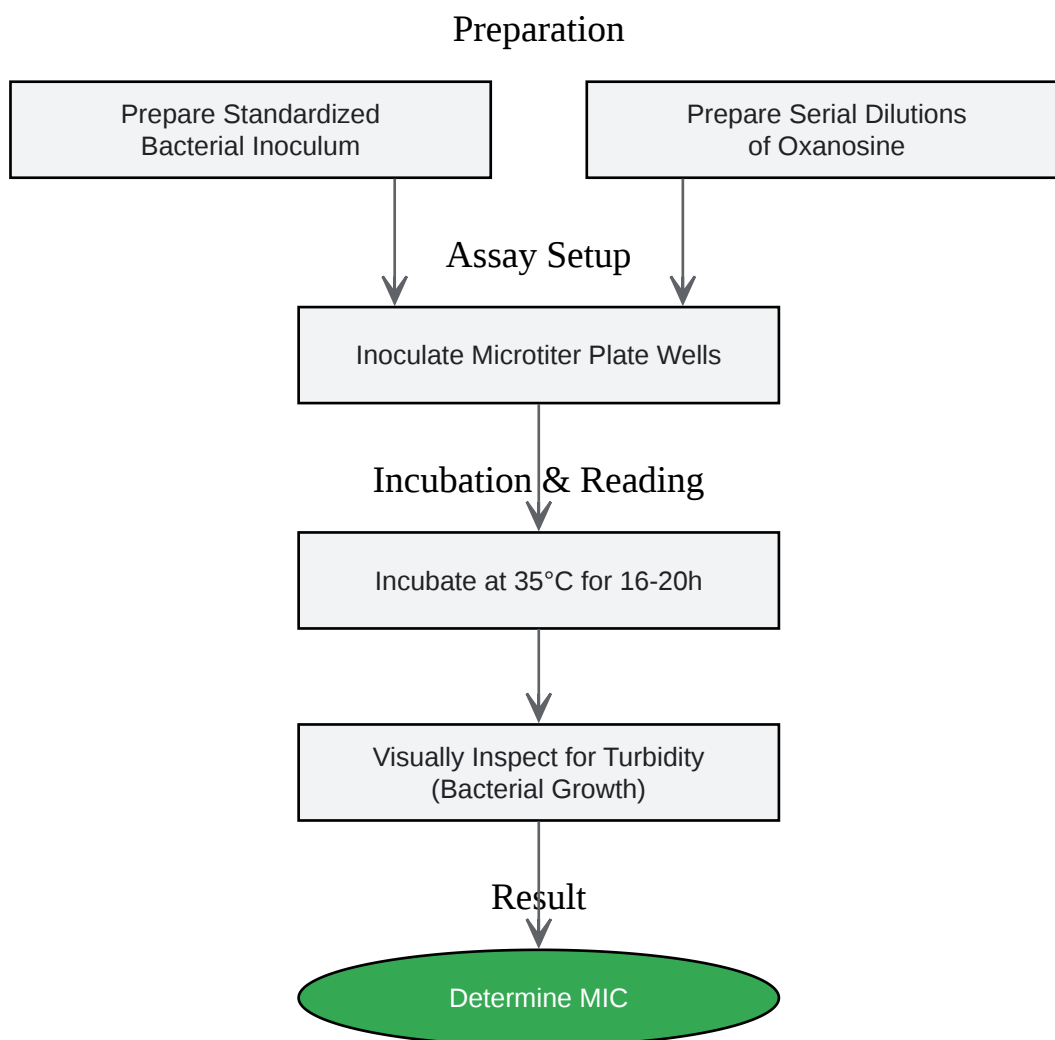 Preparation
Prepare Standardized
Bacterial Inoculum
Prepare Serial Dilutions
of Oxanosine
Assay Setup
Inoculate Microtiter Plate Wells
Incubation & Reading
Incubate at 35°C for 16-20h
Visually Inspect for Turbidity
(Bacterial Growth)
Result
Determine MIC